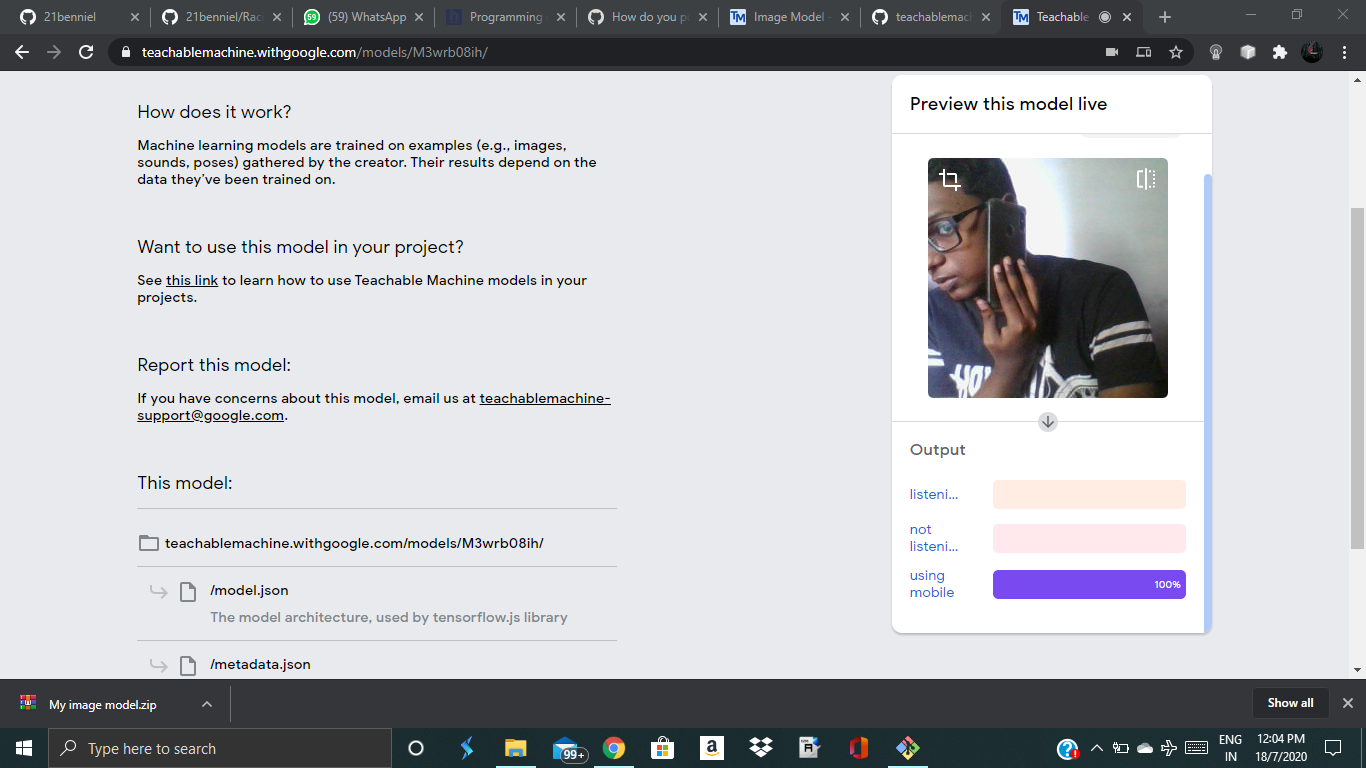 21benniel
21benniel/Rac
(59) WhatsApp
Programming
How do you p
Image Model -
teachablemac
Teachable
teachablemachine.withgoogle.com/models/M3wrb08ih/
How does it work?
Machine learning models are trained on examples (e.g., images,
sounds, poses) gathered by the creator. Their results depend on the
data they've been trained on.
Want to use this model in your project?
See this link to learn how to use Teachable Machine models in your
projects.
Report this model:
If you have concerns about this model, email us at teachablemachine-
support@google.com.
This model:
teachablemachine.withgoogle.com/models/M3wrb08ih/
/model.json
The model architecture, used by tensorflow.js library
/metadata.json
Preview this model live
Output
listeni...
not
listeni...
using
mobile
100%
My image model.zip
Show all
Type here to search
99+
ENG
IN
12:04 PM
18/7/2020